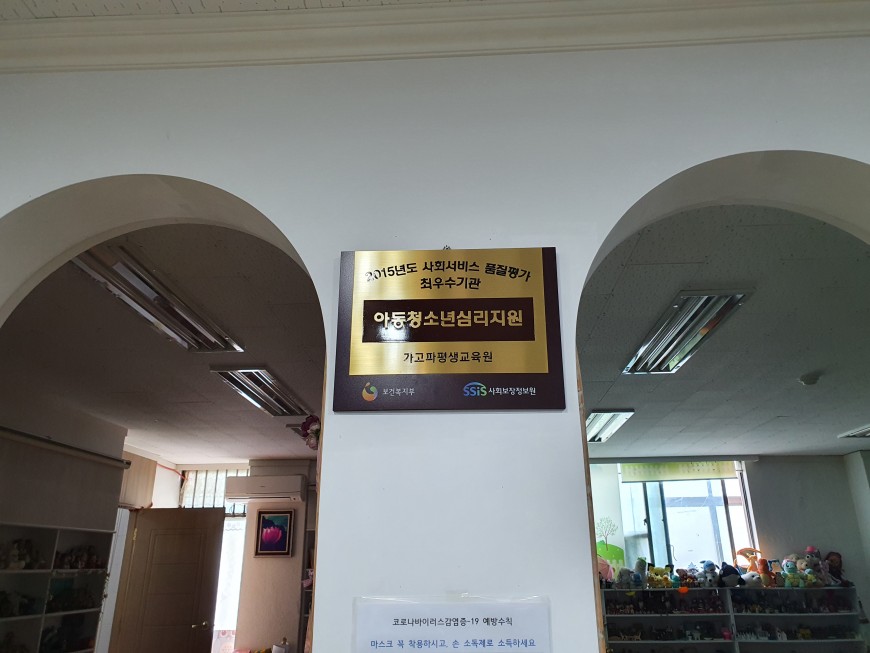 2015년도 사회서비스 품질평가
최우수기관
아동청소년심리지원
가고파평생교육원
보건복지부
SSiS 사회보장정보원
코로나바이러스감염증-19 예방수칙
마스크 꼭 착용하시고, 손 소독제로 소독하세요